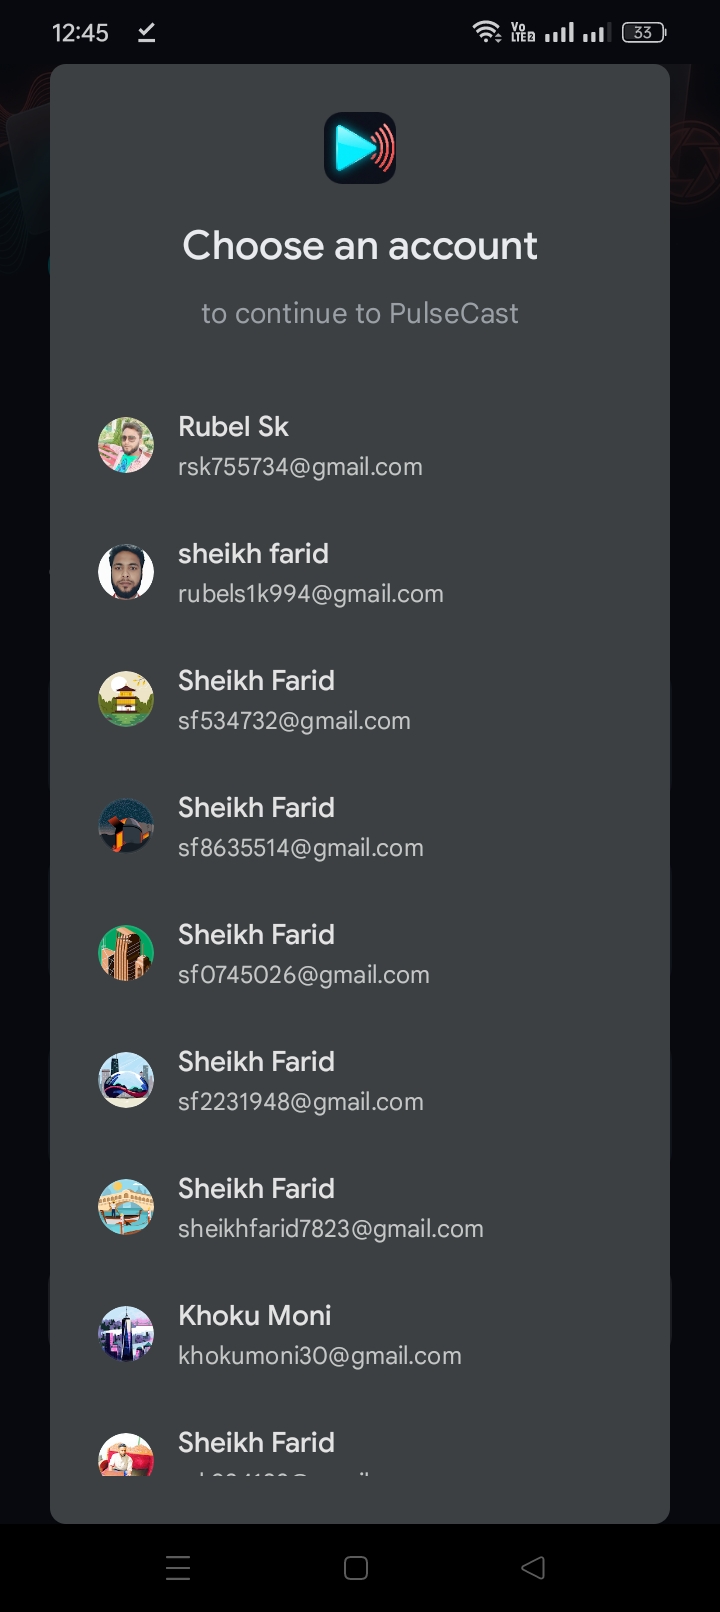 12:45
Vo
LTE2
33
Choose an account
to continue to PulseCast
Rubel Sk
rsk755734@gmail.com
sheikh farid
rubels1k994@gmail.com
Sheikh Farid
sf534732@gmail.com
Sheikh Farid
sf8635514@gmail.com
Sheikh Farid
sf0745026@gmail.com
Sheikh Farid
sf2231948@gmail.com
Sheikh Farid
sheikhfarid7823@gmail.com
Khoku Moni
khokumoni30@gmail.com
Sheikh Farid